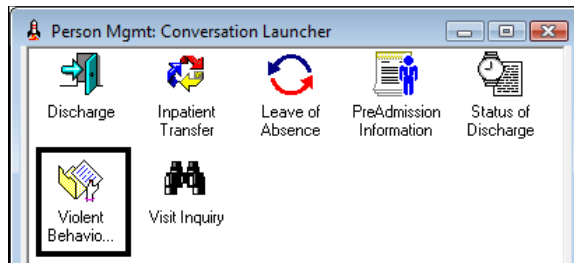 Person Mgmt: Conversation Launcher
Discharge
Inpatient
Transfer
Leave of
Absence
PreAdmission
Information
Status of
Discharge
Violent
Behavio...
Visit Inquiry